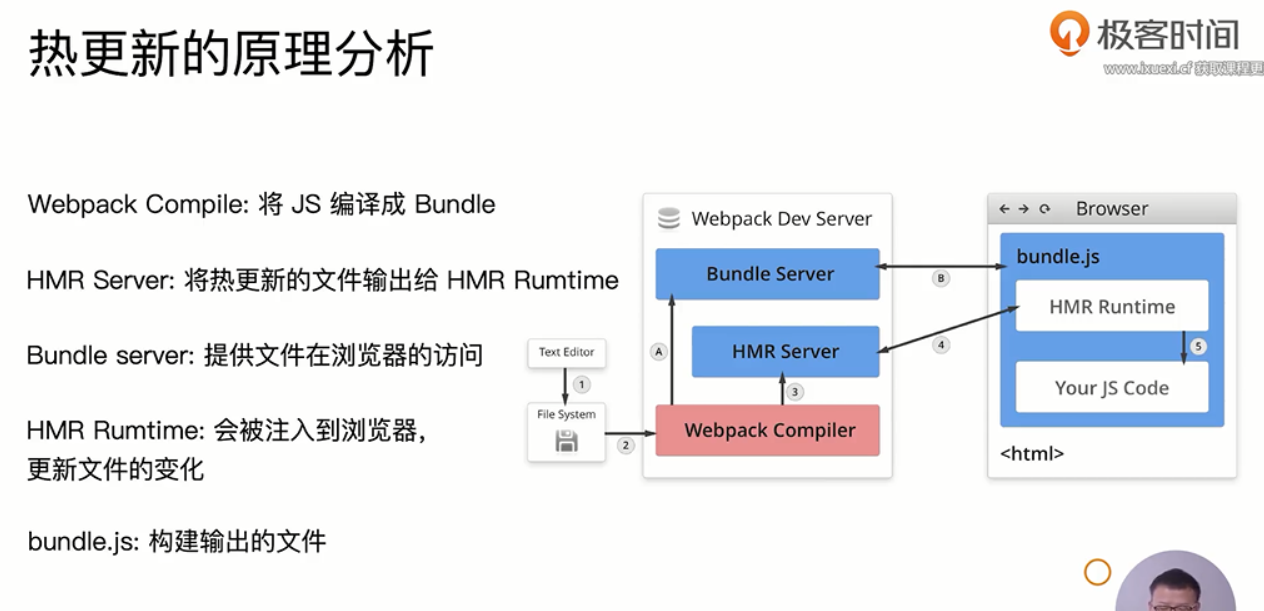 热更新的原理分析
极客时间
www.ixuexi.cf 获取课程更
Webpack Compile: 将 JS 编译成 Bundle
HMR Server: 将热更新的文件输出给 HMR Rumtime
Bundle server: 提供文件在浏览器的访问
HMR Rumtime: 会被注入到浏览器，
更新文件的变化
bundle.js: 构建输出的文件
Text Editor
1
File System
2
Webpack Dev Server
Bundle Server
A
HMR Server
3
Webpack Compiler
B
4
Browser
bundle.js
HMR Runtime
5
Your JS Code
<html>